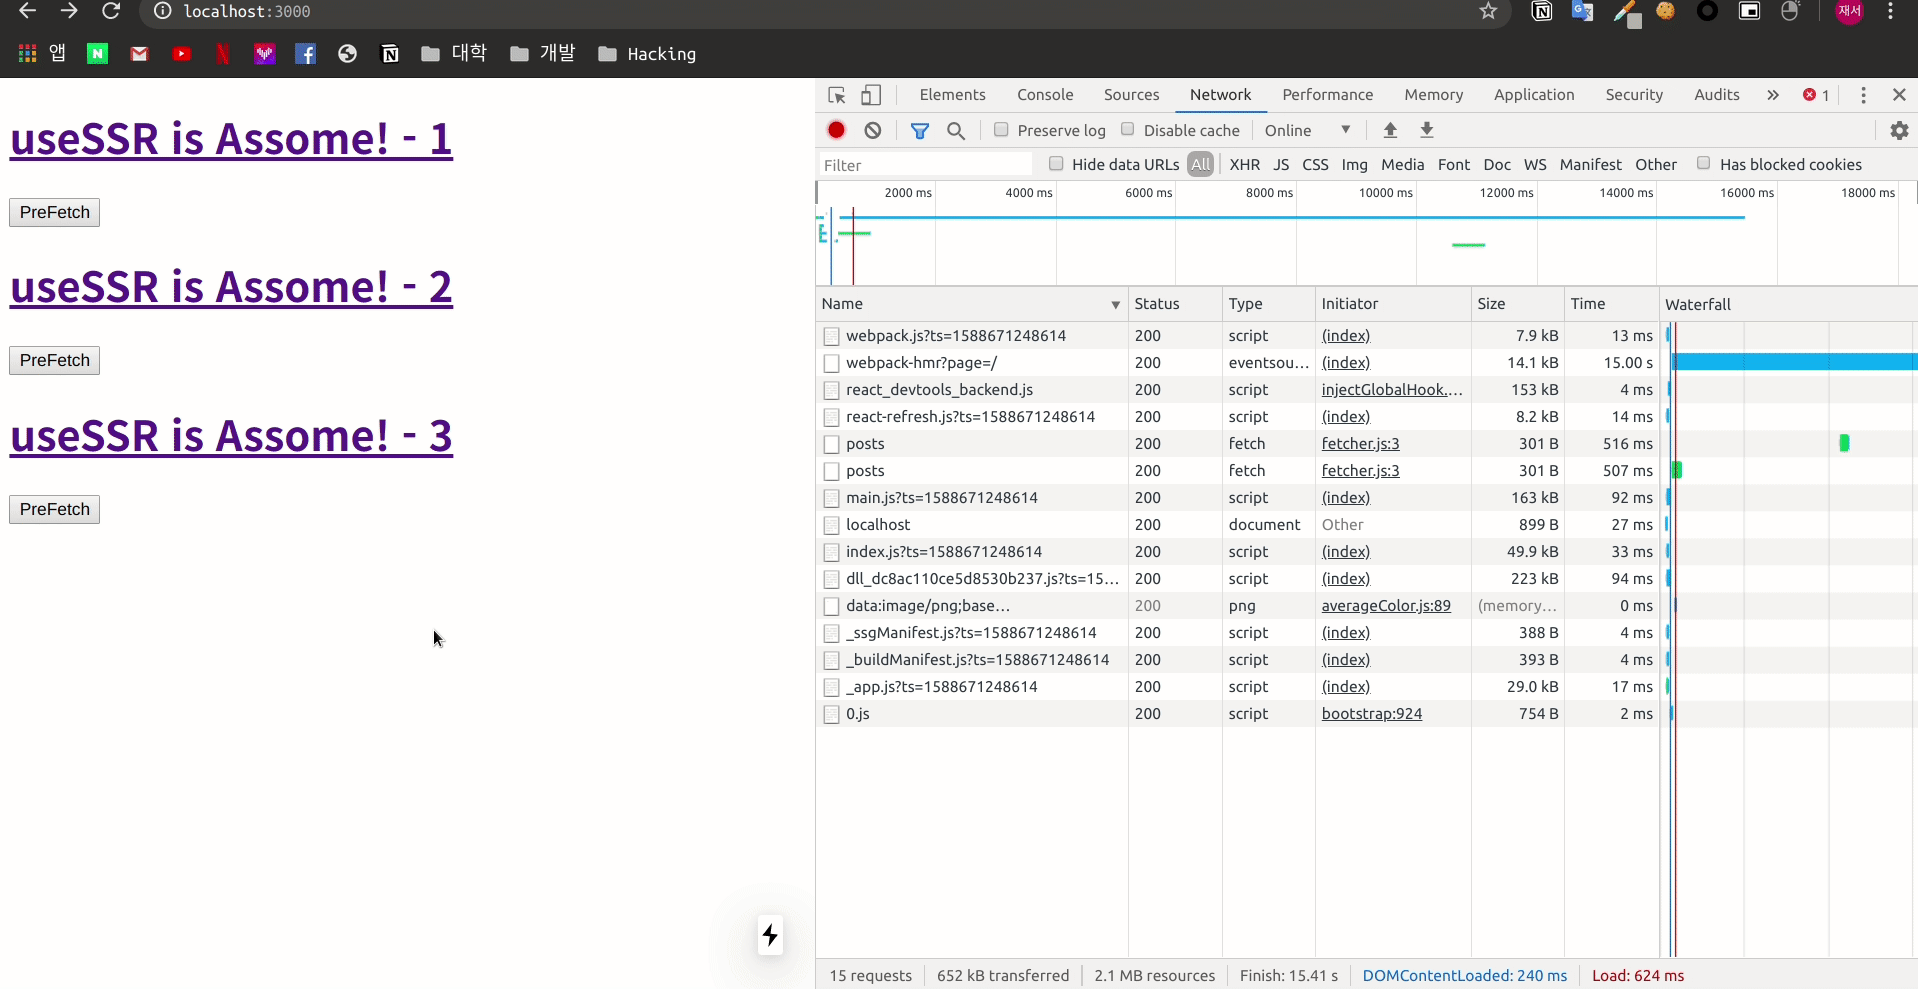 localhost:3000
재서
앱
N
대학
개발
Hacking
useSSR is Assome! - 1
PreFetch
useSSR is Assome! - 2
PreFetch
useSSR is Assome! - 3
PreFetch
Elements Console Sources Network Performance Memory Application Security Audits » 1
Preserve log Disable cache Online
Filter Hide data URLs All XHR JS CSS Img Media Font Doc WS Manifest Other Has blocked cookies
2000 ms 4000 ms 6000 ms 8000 ms 10000 ms 12000 ms 14000 ms 16000 ms 18000 ms
Name Status Type Initiator Size Time Waterfall
webpack.js?ts=1588671248614 200 script (index) 7.9 kB 13 ms
webpack-hmr?page=/ 200 eventsou… (index) 14.1 kB 15.00 s
react_devtools_backend.js 200 script injectGlobalHook.… 153 kB 4 ms
react-refresh.js?ts=1588671248614 200 script (index) 8.2 kB 14 ms
posts 200 fetch fetcher.js:3 301 B 516 ms
posts 200 fetch fetcher.js:3 301 B 507 ms
main.js?ts=1588671248614 200 script (index) 163 kB 92 ms
localhost 200 document Other 899 B 27 ms
index.js?ts=1588671248614 200 script (index) 49.9 kB 33 ms
dll_dc8ac110ce5d8530b237.js?ts=15… 200 script (index) 223 kB 94 ms
data:image/png;base… 200 png averageColor.js:89 (memory… 0 ms
_ssgManifest.js?ts=1588671248614 200 script (index) 388 B 4 ms
_buildManifest.js?ts=1588671248614 200 script (index) 393 B 4 ms
_app.js?ts=1588671248614 200 script (index) 29.0 kB 17 ms
0.js 200 script bootstrap:924 754 B 2 ms
15 requests 652 kB transferred 2.1 MB resources Finish: 15.41 s DOMContentLoaded: 240 ms Load: 624 ms